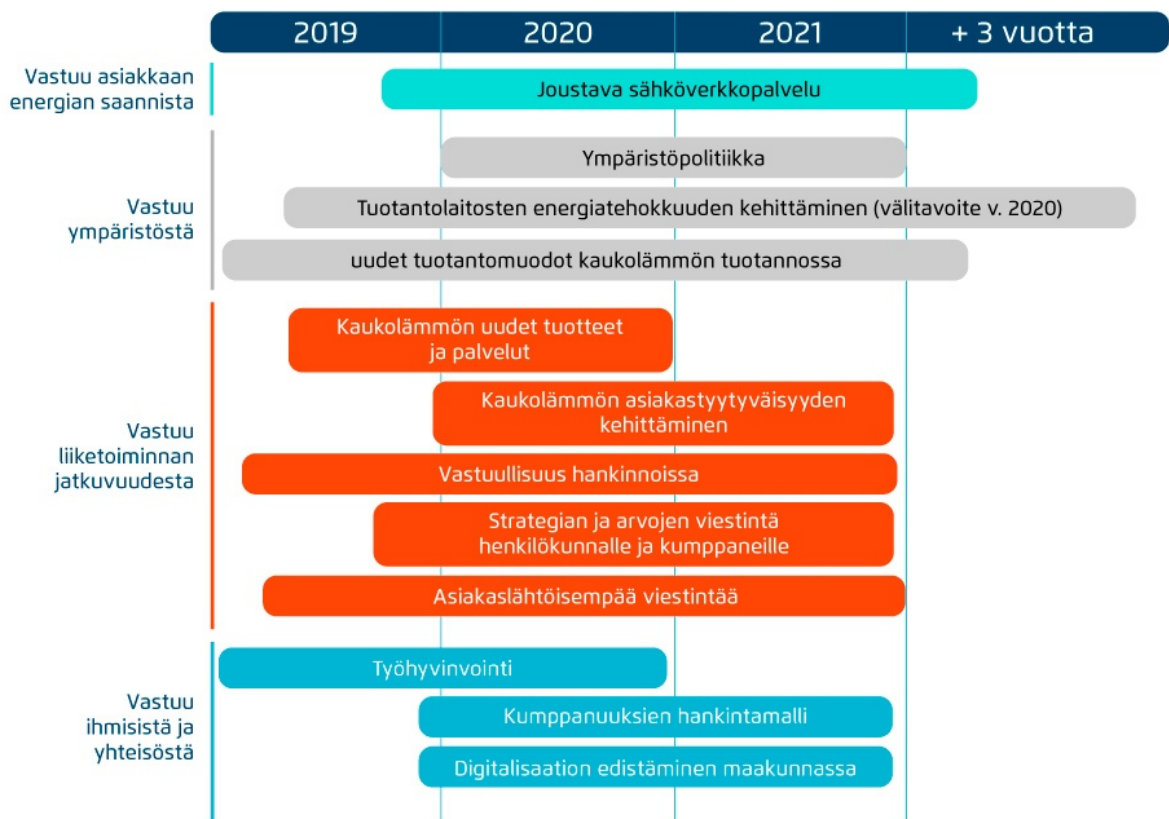 2019 2020 2021 + 3 vuotta
Vastuu asiakkaan
energian saannista
Joustava sähköverkkopalvelu
Vastuu
ympäristöstä
Ympäristöpolitiikka
Tuotantolaitosten energiatehokkuuden kehittäminen (välitavoite v. 2020)
uudet tuotantomuodot kaukolämmön tuotannossa
Vastuu
liiketoiminnan
jatkuvuudesta
Kaukolämmön uudet tuotteet
ja palvelut
Kaukolämmön asiakastyytyväisyyden
kehittäminen
Vastuullisuus hankinnoissa
Strategian ja arvojen viestintä
henkilökunnalle ja kumppaneille
Asiakaslähtöisempää viestintää
Vastuu
ihmisistä ja
yhteisöstä
Työhyvinvointi
Kumppanuuksien hankintamalli
Digitalisaation edistäminen maakunnassa